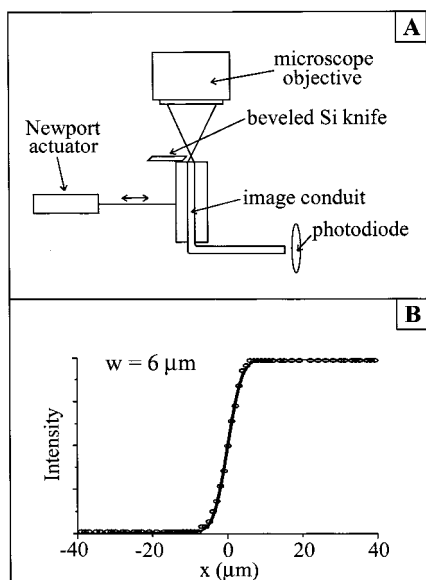 A
microscope
objective
beveled Si knife
Newport
actuator
image conduit
photodiode
B
w = 6 μm
Intensity
-40 -20 0 20 40
x (μm)